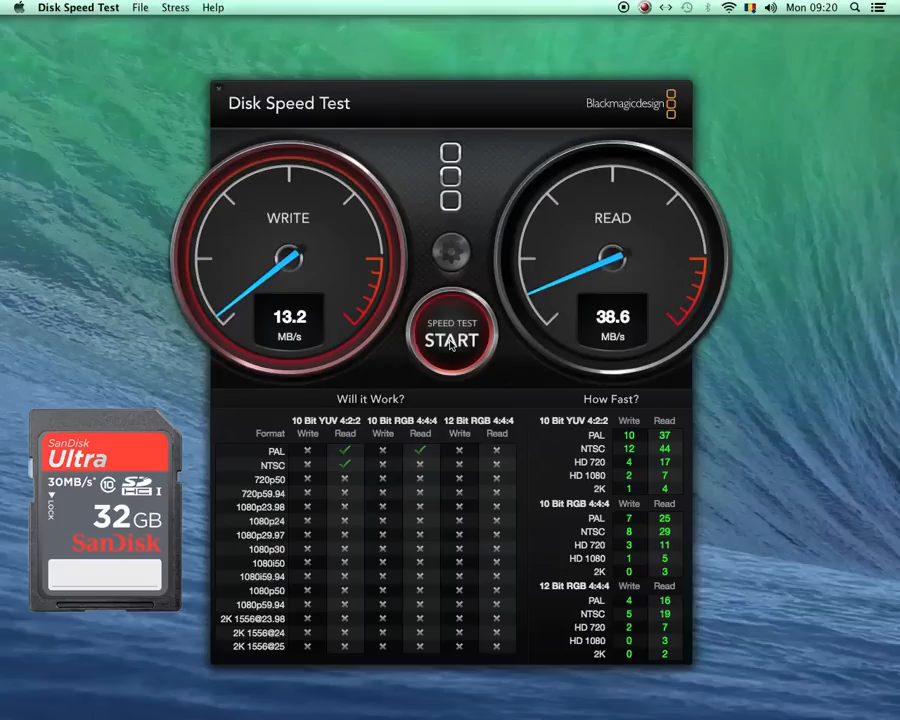 Disk Speed Test File Stress Help Mon 09:20
Disk Speed Test
Blackmagicdesign
WRITE
13.2
MB/s
READ
38.6
MB/s
SPEED TEST
START
Will it Work?
10 Bit YUV 4:2:2 10 Bit RGB 4:4:4 12 Bit RGB 4:4:4
Format Write Read Write Read Write Read
PAL
NTSC
720p50
720p59.94
1080p23.98
1080p24
1080p29.97
1080p30
1080i50
1080i59.94
1080p50
1080p59.94
2K 1556@23.98
2K 1556@24
2K 1556@25
How Fast?
10 Bit YUV 4:2:2 Write Read
PAL 10 37
NTSC 12 44
HD 720 4 17
HD 1080 2 7
2K 1 4
10 Bit RGB 4:4:4 Write Read
PAL 7 25
NTSC 8 29
HD 720 3 11
HD 1080 1 5
2K 0 3
12 Bit RGB 4:4:4 Write Read
PAL 4 16
NTSC 5 19
HD 720 2 7
HD 1080 0 3
2K 0 2
SanDisk
Ultra
30MB/s* 10 SD HC I
LOCK
32GB
SanDisk